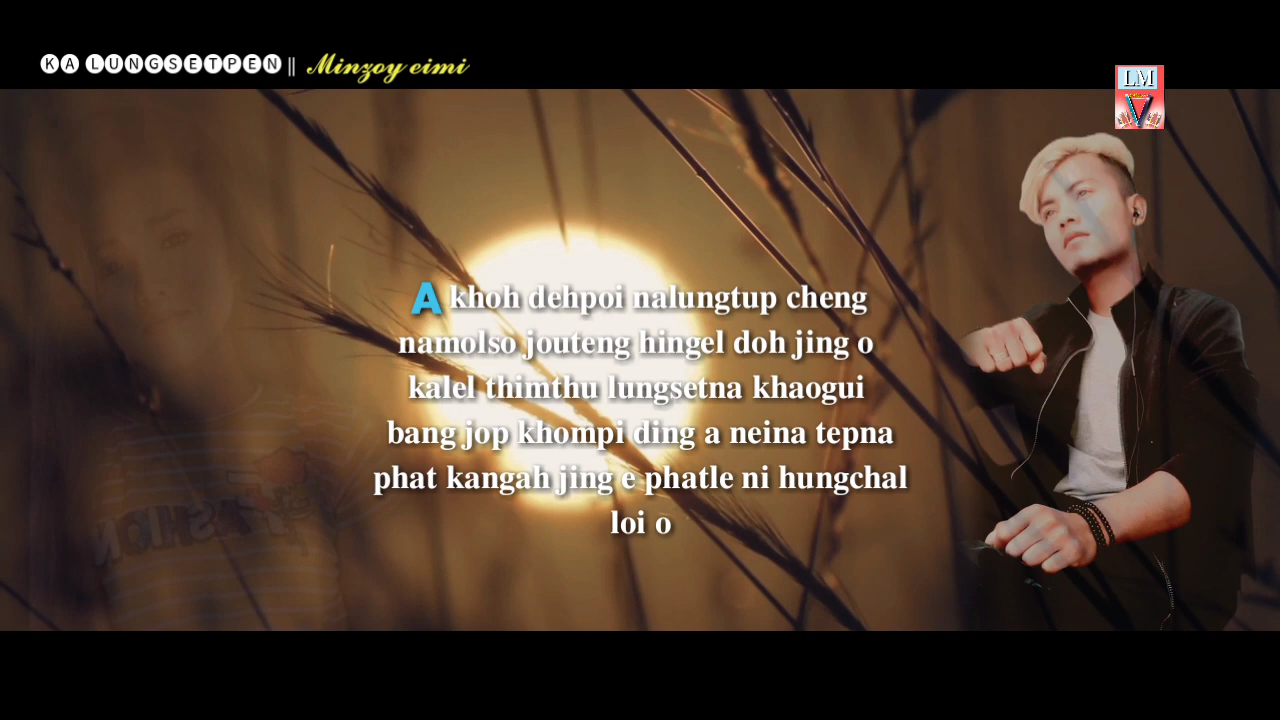 KA LUNGSETPEN || Minzoy eimi
LM
A khoh dehpoi nalungtup cheng
namolso jouteng hingel doh jing o
kalel thimthu lungsetna khaogui
bang jop khompi ding a neina tepna
phat kangah jing e phatle ni hungchal
loi o
FASHION